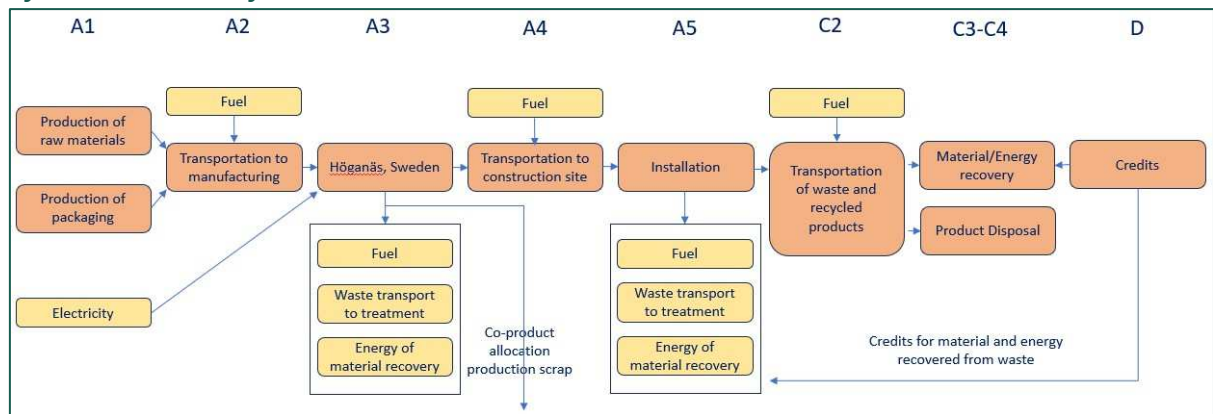 A1
A2
A3
A4
A5
C2
C3-C4
D
Fuel
Fuel
Fuel
Production of
raw materials
Transportation to
manufacturing
Höganäs, Sweden
Transportation to
construction site
Installation
Transportation
of waste and
recycled
products
Material/Energy
recovery
Credits
Production of
packaging
Product Disposal
Fuel
Fuel
Electricity
Waste transport
to treatment
Waste transport
to treatment
Co-product
allocation
production scrap
Energy of
material recovery
Energy of
material recovery
Credits for material and energy
recovered from waste